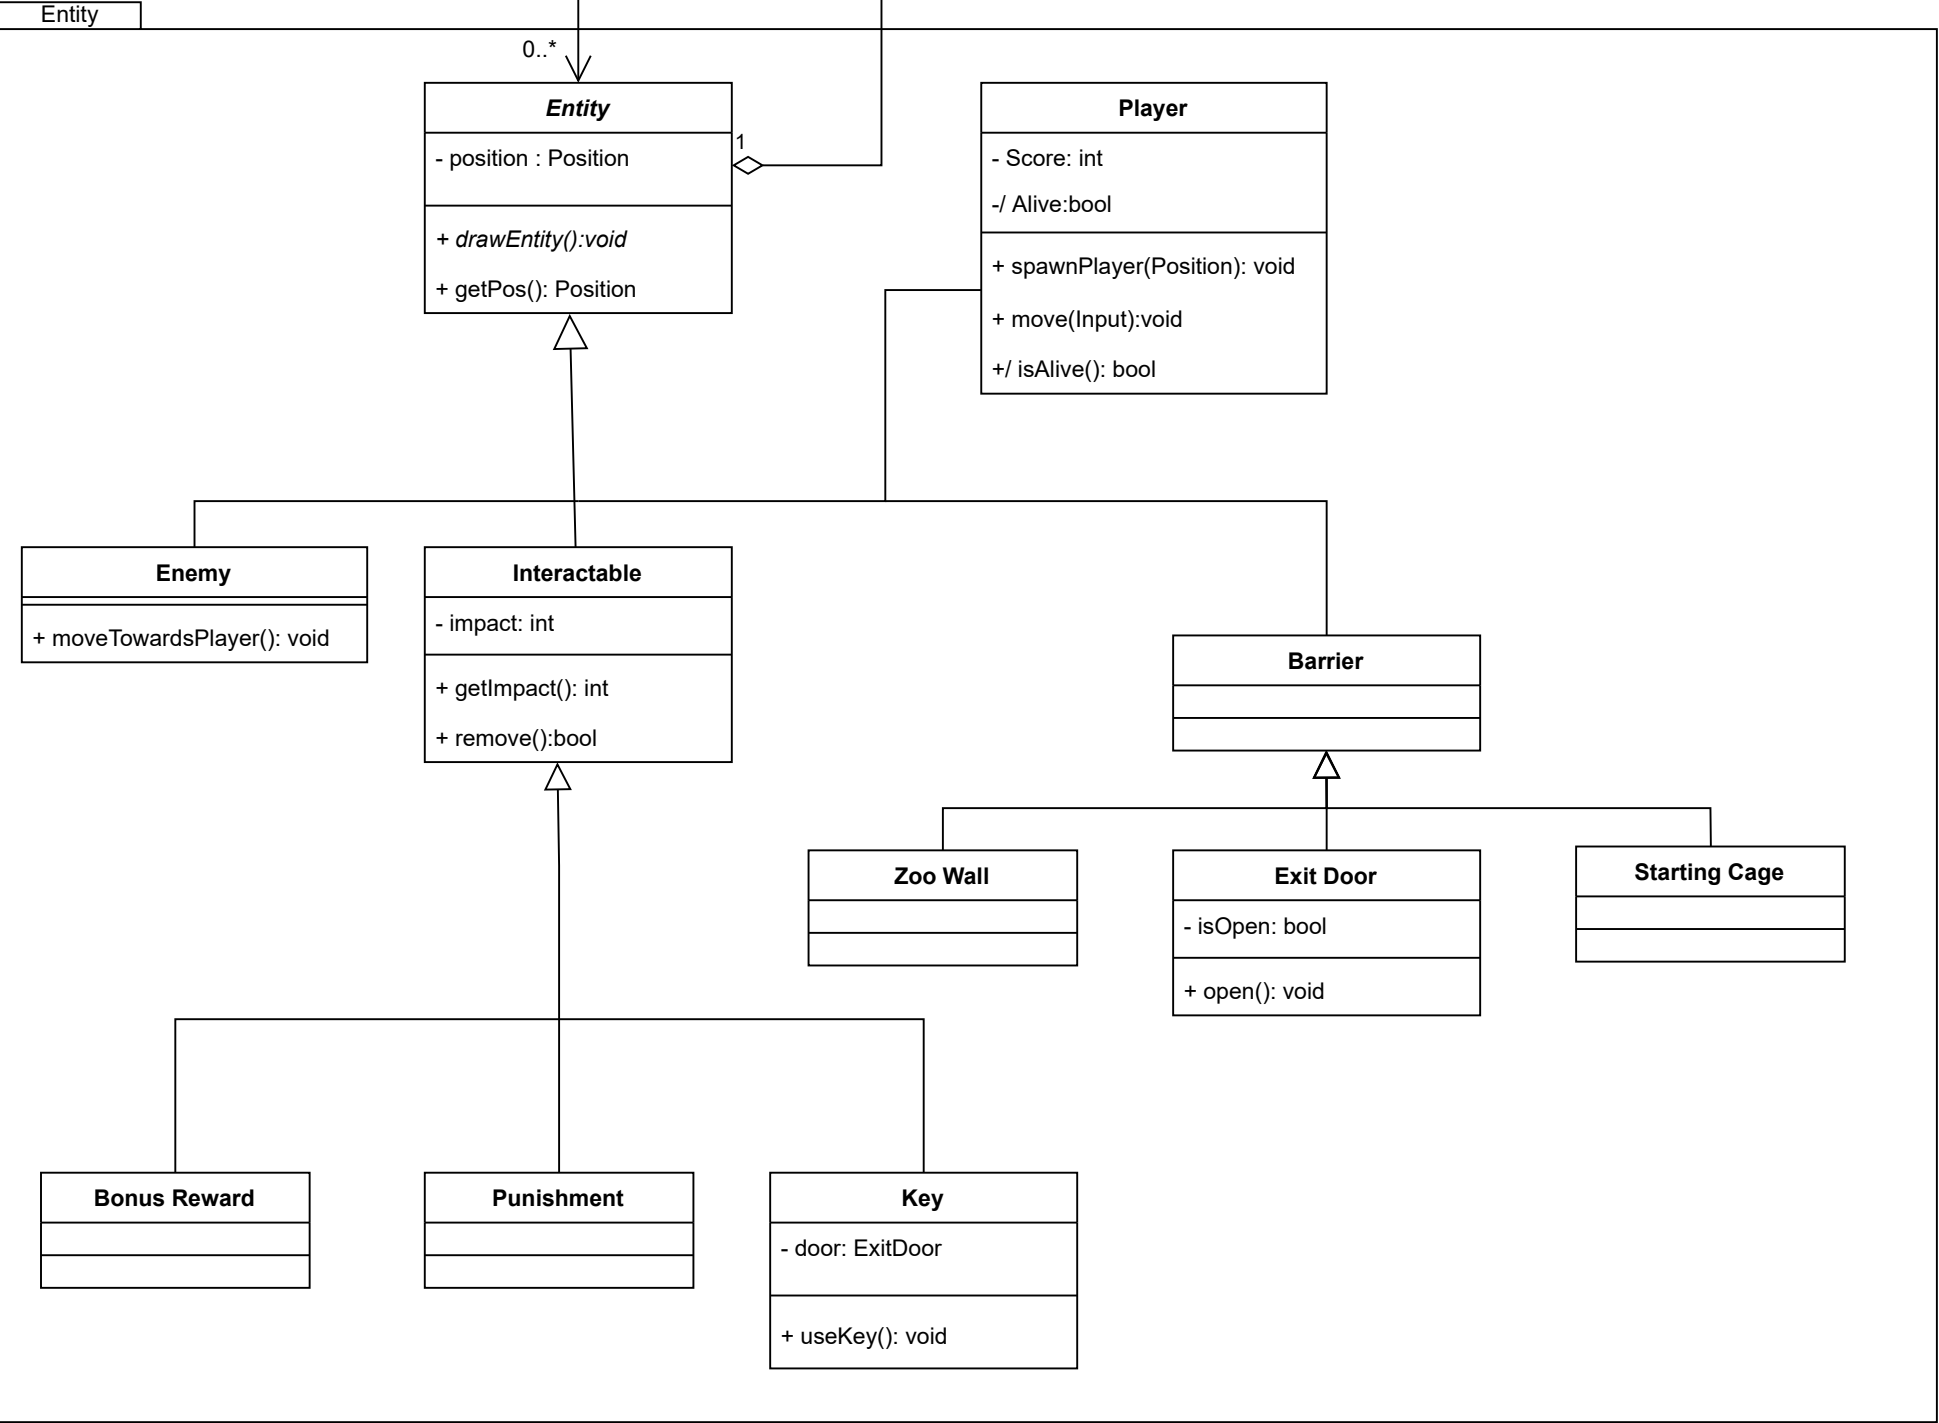 Entity
0..*
Entity
- position : Position
+ drawEntity():void
+ getPos(): Position
1
Player
- Score: int
-/ Alive:bool
+ spawnPlayer(Position): void
+ move(Input):void
+/ isAlive(): bool
Enemy
+ moveTowardsPlayer(): void
Interactable
- impact: int
+ getImpact(): int
+ remove():bool
Barrier
Zoo Wall
Exit Door
- isOpen: bool
+ open(): void
Starting Cage
Bonus Reward
Punishment
Key
- door: ExitDoor
+ useKey(): void